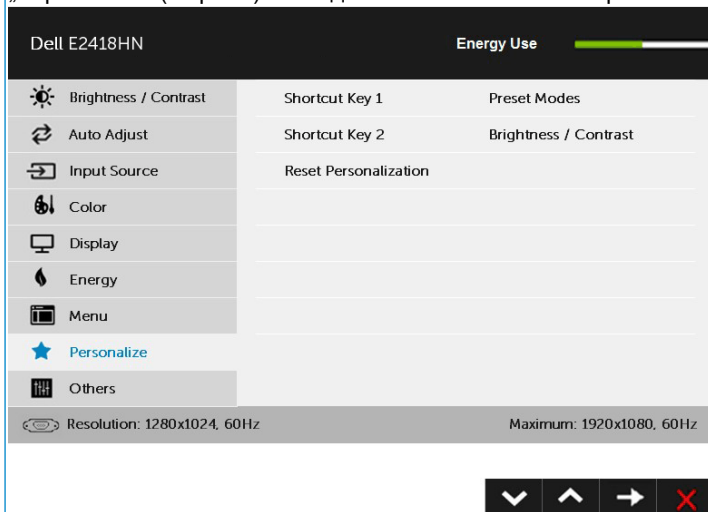 Dell E2418HN Energy Use
Brightness / Contrast Shortcut Key 1 Preset Modes
Auto Adjust Shortcut Key 2 Brightness / Contrast
Input Source Reset Personalization
Color
Display
Energy
Menu
Personalize
Others
Resolution: 1280x1024, 60Hz Maximum: 1920x1080, 60Hz